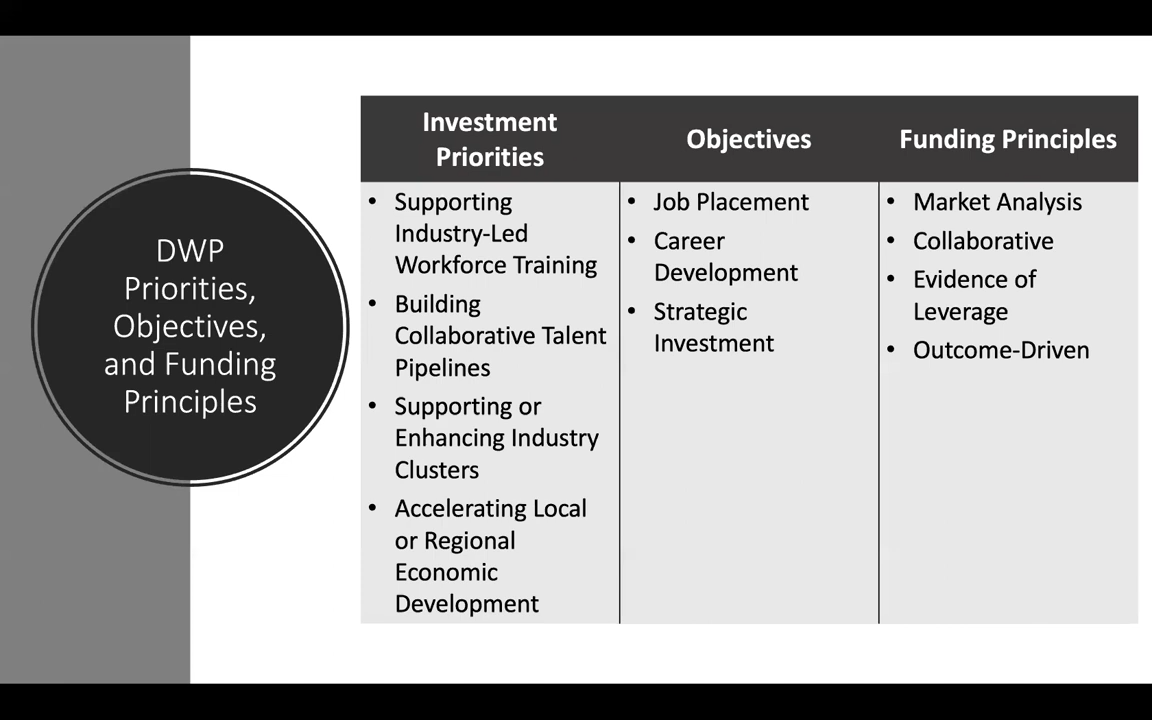 DWP
Priorities,
Objectives,
and Funding
Principles
Investment
Priorities
• Supporting
Industry-Led
Workforce Training
• Building
Collaborative Talent
Pipelines
• Supporting or
Enhancing Industry
Clusters
• Accelerating Local
or Regional
Economic
Development
Objectives
• Job Placement
• Career
Development
• Strategic
Investment
Funding Principles
• Market Analysis
• Collaborative
• Evidence of
Leverage
• Outcome-Driven